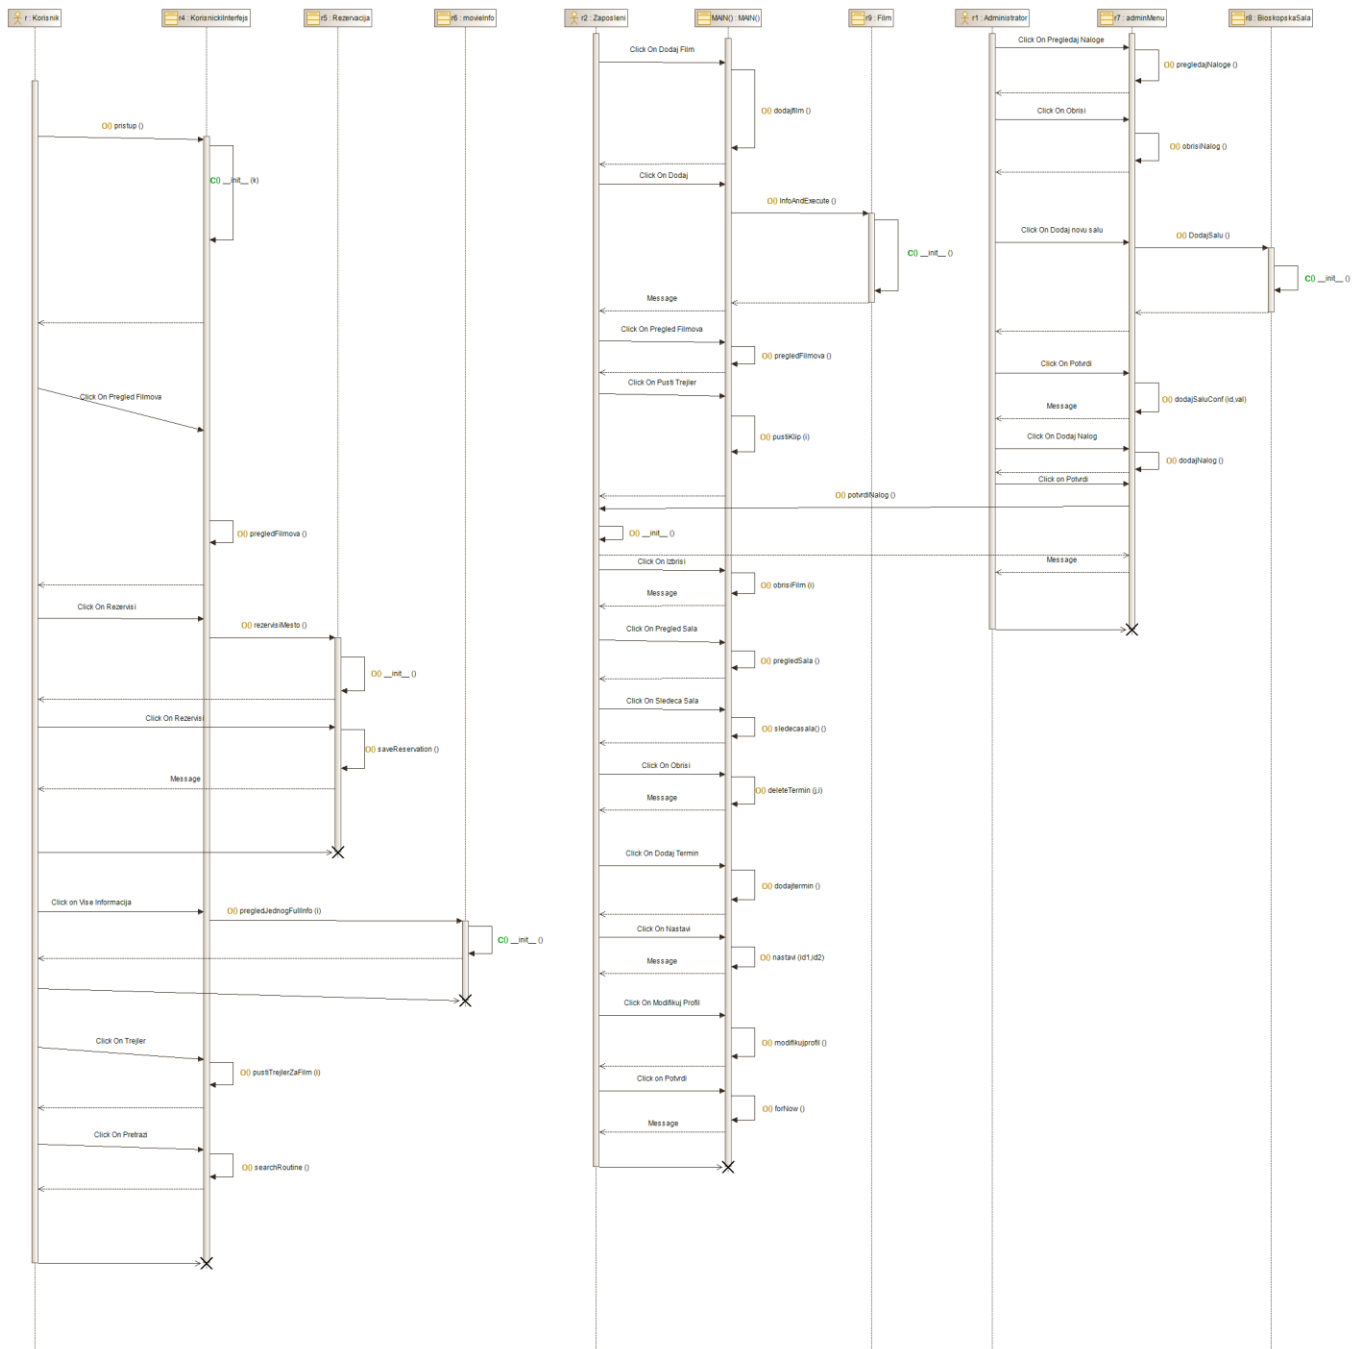 r : Korisnik
r4 : KorisnickiInterfejs
r5 : Rezervacija
r6 : movieInfo
r2 : Zaposleni
MAIN() : MAIN()
r9 : Film
r1 : Administrator
r7 : adminMenu
r8 : BioskopskaSala
O() pristup ()
C() __init__ (k)
Click On Pregled Filmova
O() pregledFilmova ()
Click On Rezervisi
O() rezervisiMesto ()
O() __init__ ()
Click On Rezervisi
O() saveReservation ()
Message
Click on Vise Informacija
O() pregledJednogFullInfo (i)
C() __init__ ()
Click On Trejler
O() pustiTrejlerZaFilm (i)
Click On Pretrazi
O() searchRoutine ()
Click On Dodaj Film
O() dodajfilm ()
Click On Dodaj
O() InfoAndExecute ()
C() __init__ ()
Message
Click On Pregled Filmova
O() pregledFilmova ()
Click On Pusti Trejler
O() pustiKlip (i)
O() potvrdiNalog ()
O() __init__ ()
Click On Izbrisi
O() obrisiFilm (i)
Message
Click On Pregled Sala
O() pregledSala ()
Click On Sledeca Sala
O() sledecasala() ()
Click On Obrisi
O() deleteTermin (j,i)
Message
Click On Dodaj Termin
O() dodajtermin ()
Click On Nastavi
O() nastavi (id1,id2)
Message
Click On Modifikuj Profil
O() modifikujprofil ()
Click on Potvrdi
O() forNow ()
Message
Click On Pregledaj Naloge
O() pregledajNaloge ()
Click On Obrisi
O() obrisiNalog ()
Click On Dodaj novu salu
O() DodajSalu ()
C() __init__ ()
Click On Potvrdi
O() dodajSaluConf (id,val)
Message
Click On Dodaj Nalog
O() dodajNalog ()
Click on Potvrdi
Message